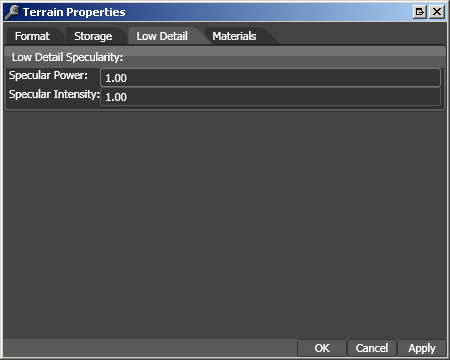 Terrain Properties
Format Storage Low Detail Materials
Low Detail Specularity:
Specular Power: 1.00
Specular Intensity: 1.00
OK Cancel Apply